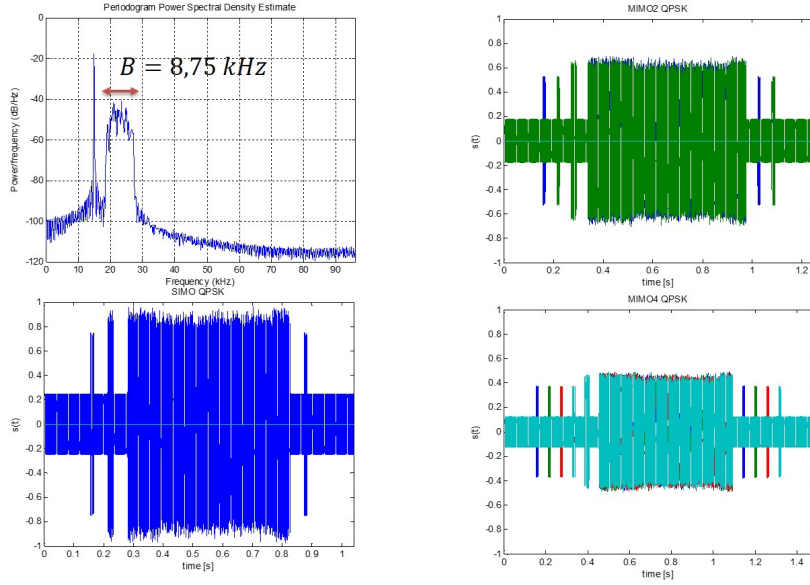 Periodogram Power Spectral Density Estimate
0
-20
-40
-60
-80
-100
-120
Power/frequency (dB/Hz)
B = 8,75 kHz
0 10 20 30 40 50 60 70 80 90
Frequency (kHz)
MIMO2 QPSK
1
0.8
0.6
0.4
0.2
0
-0.2
-0.4
-0.6
-0.8
-1
s(t)
0 0.2 0.4 0.6 0.8 1 1.2
time [s]
SIMO QPSK
1
0.8
0.6
0.4
0.2
0
-0.2
-0.4
-0.6
-0.8
-1
s(t)
0 0.1 0.2 0.3 0.4 0.5 0.6 0.7 0.8 0.9 1
time [s]
MIMO4 QPSK
1
0.8
0.6
0.4
0.2
0
-0.2
-0.4
-0.6
-0.8
-1
s(t)
0 0.2 0.4 0.6 0.8 1 1.2 1.4
time [s]